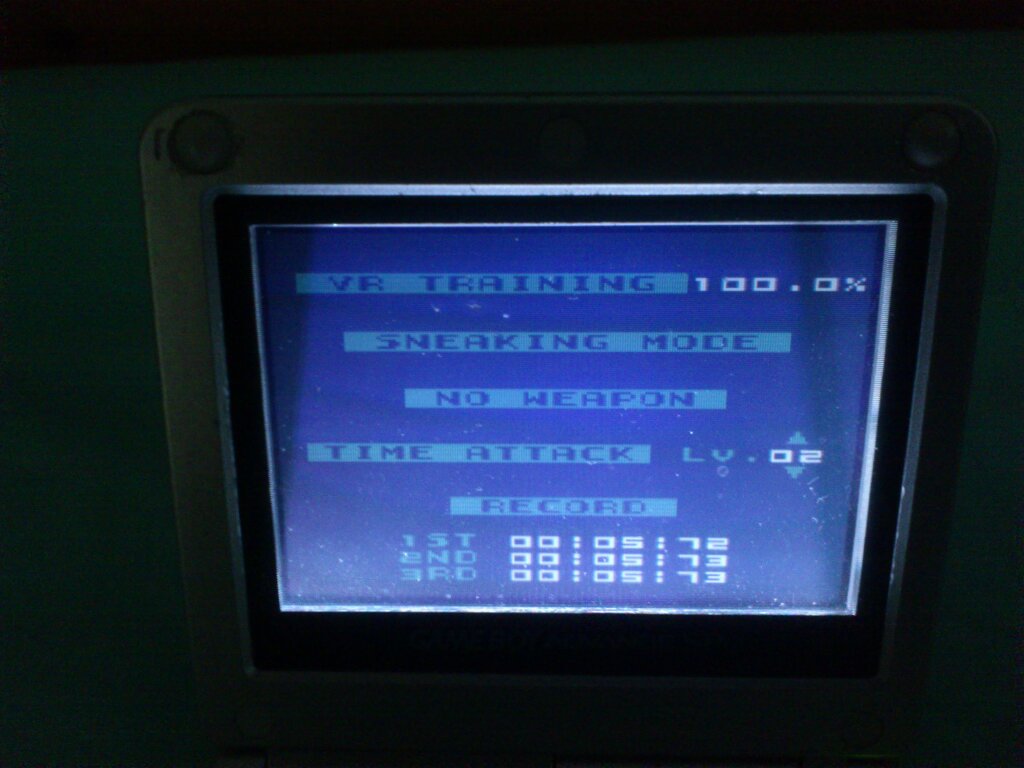 VR TRAINING 100.0%
SNEAKING MODE
NO WEAPON
TIME ATTACK Lv.02
RECORD
1ST 00:05:72
2ND 00:05:73
3RD 00:05:73